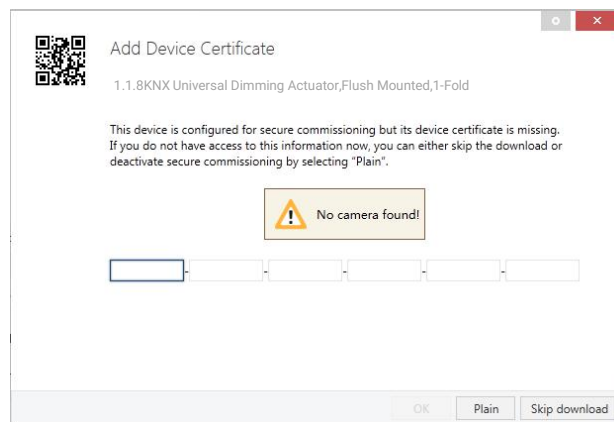 Add Device Certificate
1.1.8KNX Universal Dimming Actuator,Flush Mounted,1-Fold
This device is configured for secure commissioning but its device certificate is missing.
If you do not have access to this information now, you can either skip the download or
deactivate secure commissioning by selecting "Plain".
No camera found!
- - - - -
OK Plain Skip download